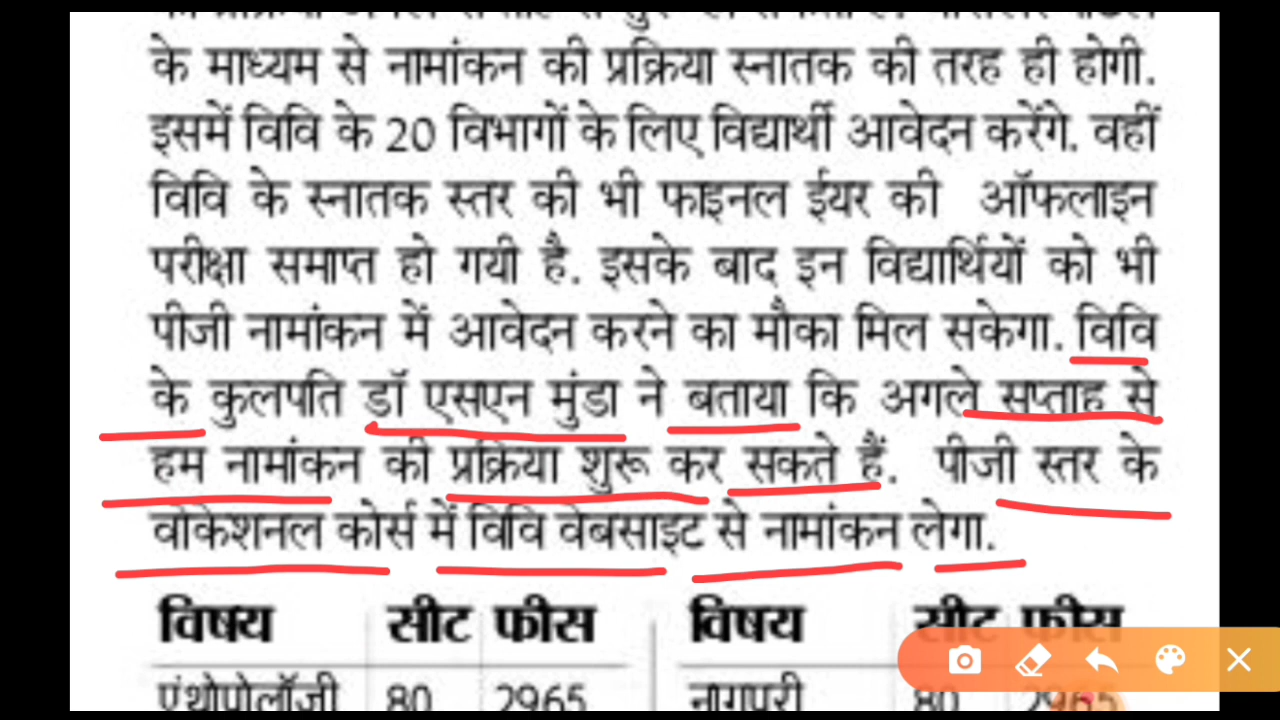 के माध्यम से नामांकन की प्रक्रिया स्नातक की तरह ही होगी.
इसमें विवि के 20 विभागों के लिए विद्यार्थी आवेदन करेंगे. वहीं
विवि के स्नातक स्तर की भी फाइनल ईयर की ऑफलाइन
परीक्षा समाप्त हो गयी है. इसके बाद इन विद्यार्थियों को भी
पीजी नामांकन में आवेदन करने का मौका मिल सकेगा. विवि
के कुलपति डॉ एसएन मुंडा ने बताया कि अगले सप्ताह से
हम नामांकन की प्रक्रिया शुरू कर सकते हैं. पीजी स्तर के
वोकेशनल कोर्स में विवि वेबसाइट से नामांकन लेगा.
विषय सीट फीस विषय सीट फीस
एंथोपोलॉजी 80 2965 नागपुरी 80 2965